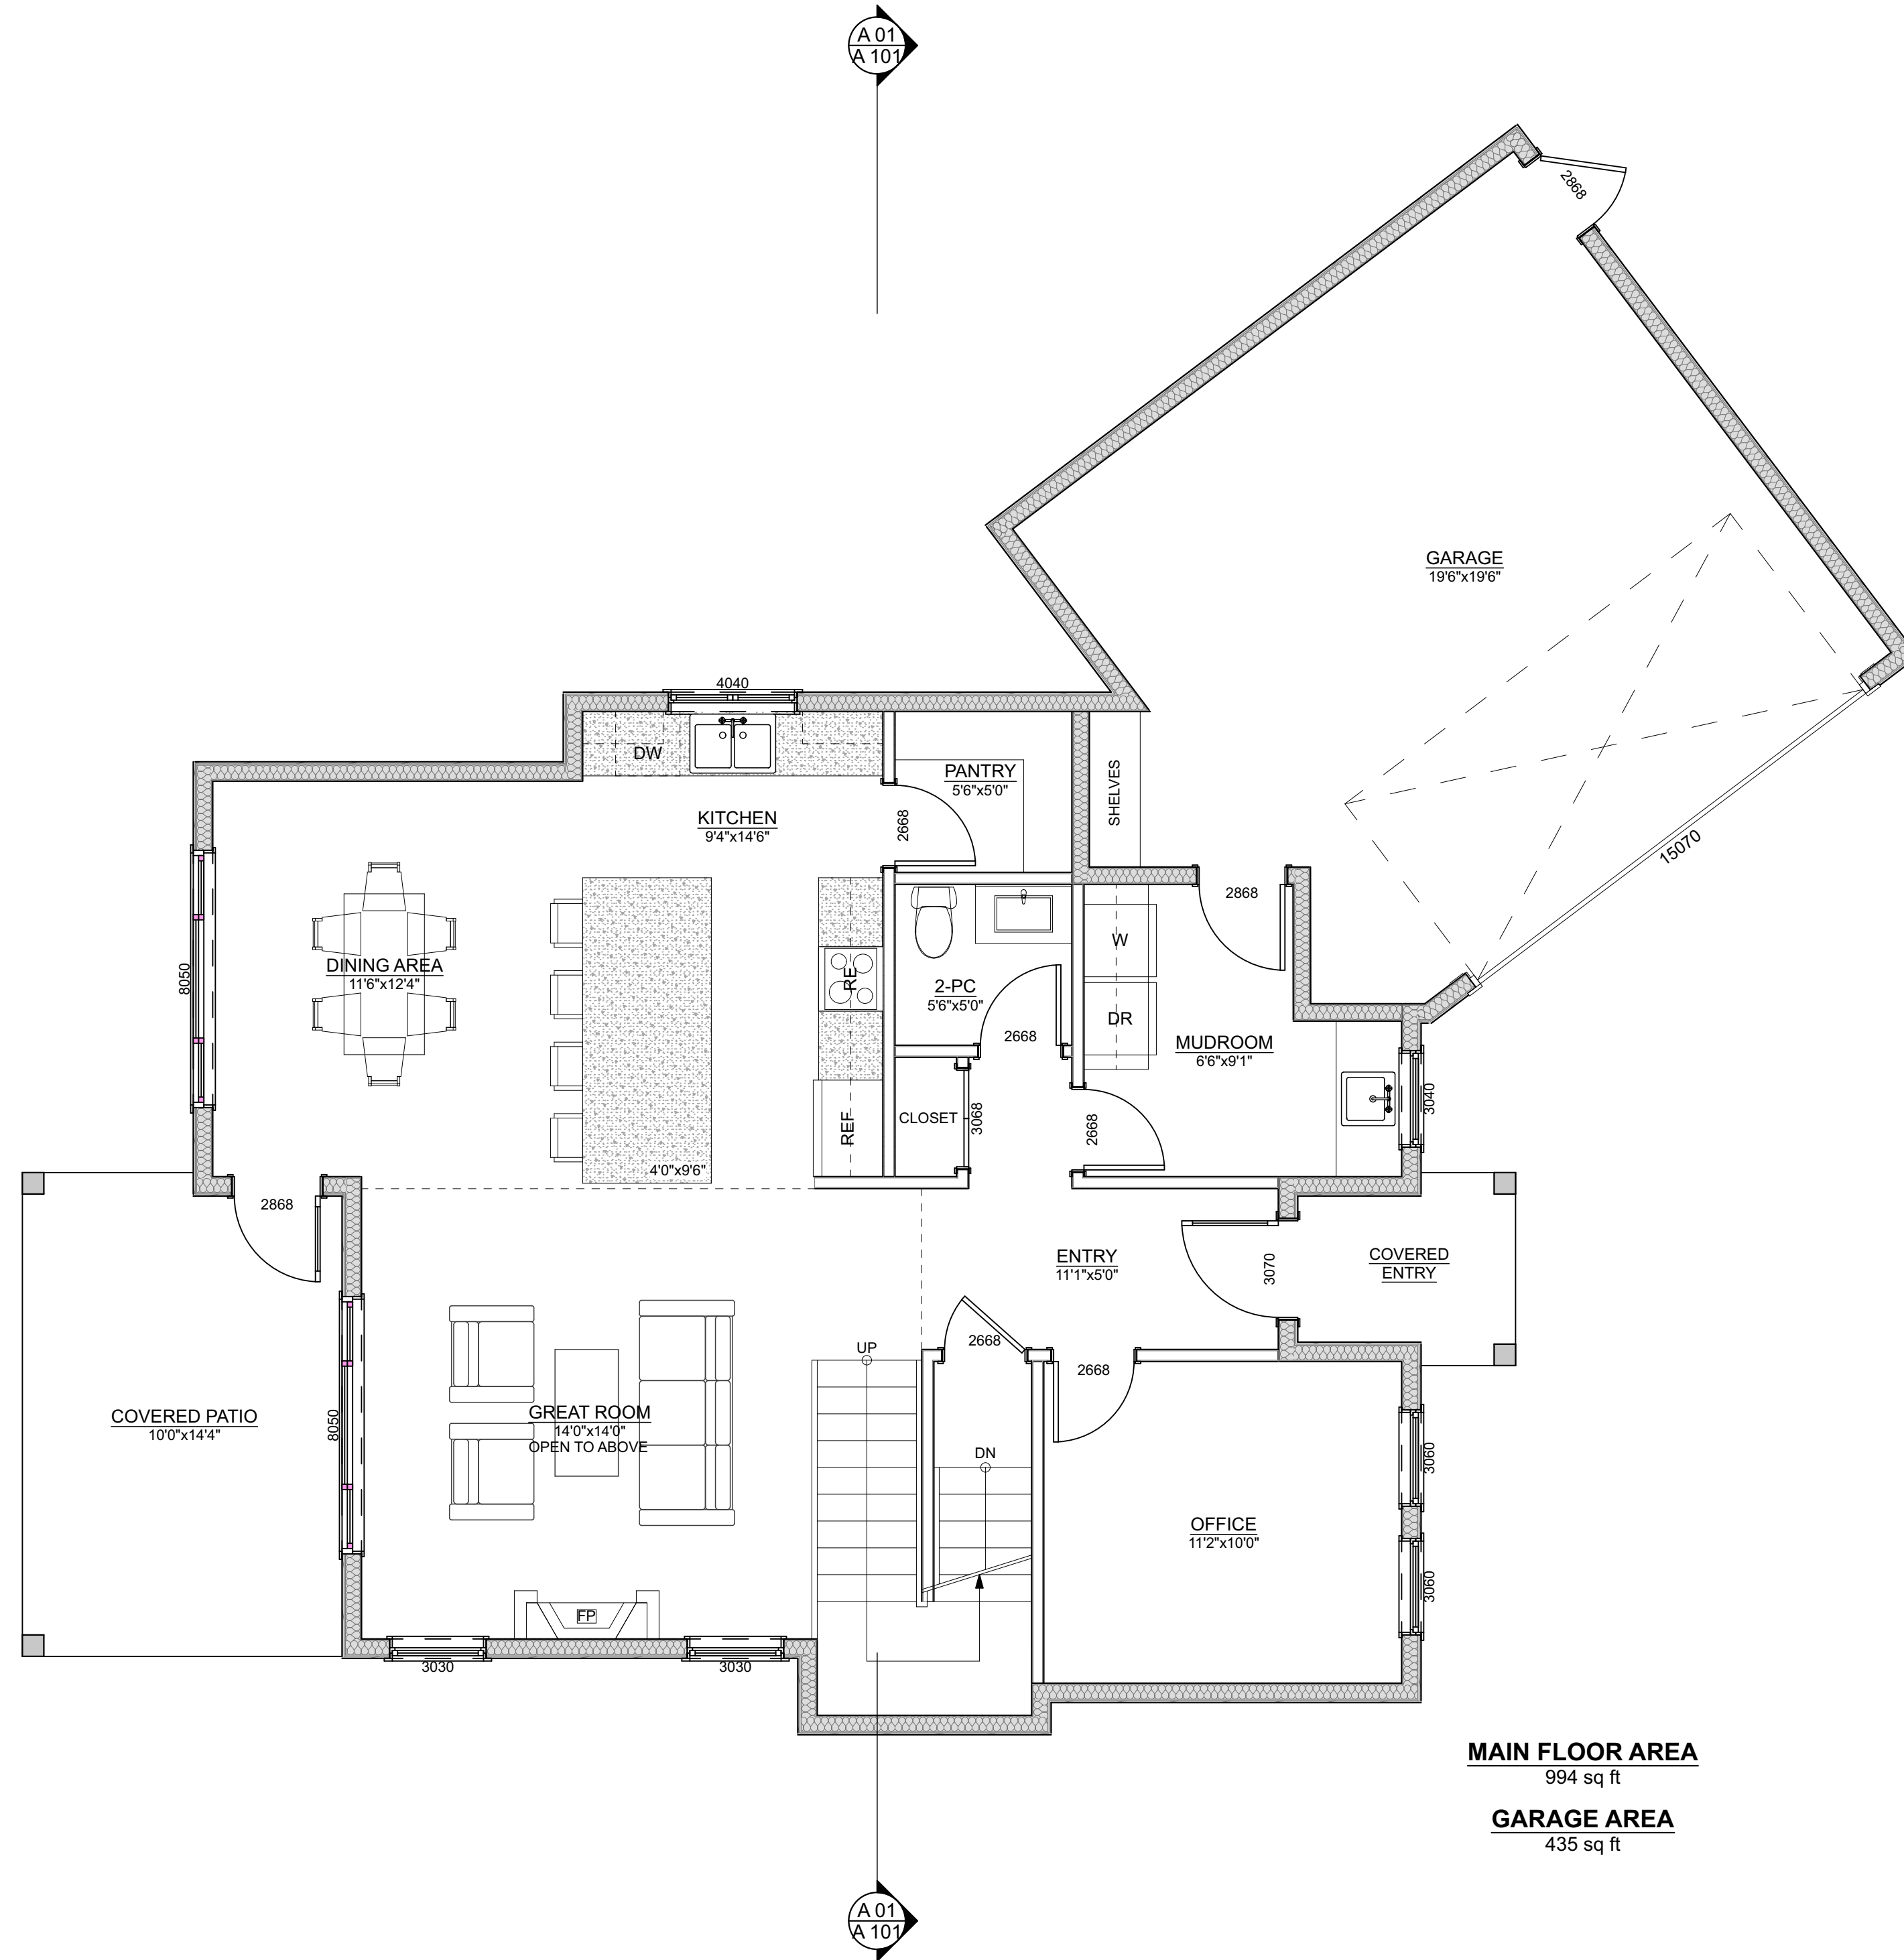 A 01
A 101
2868
GARAGE
19'6"x19'6"
4040
DW
PANTRY
5'6"x5'0"
SHELVES
KITCHEN
9'4"x14'6"
2668
15070
2868
W
DINING AREA
11'6"x12'4"
8050
RE
2-PC
5'6"x5'0"
DR
2668
MUDROOM
6'6"x9'1"
3040
REF
CLOSET
3068
2668
4'0"x9'6"
2868
ENTRY
11'1"x5'0"
3070
COVERED
ENTRY
UP
2668
2668
COVERED PATIO
10'0"x14'4"
8050
GREAT ROOM
14'0"x14'0"
OPEN TO ABOVE
DN
3060
OFFICE
11'2"x10'0"
3060
FP
3030
3030
MAIN FLOOR AREA
994 sq ft
GARAGE AREA
435 sq ft
A 01
A 101